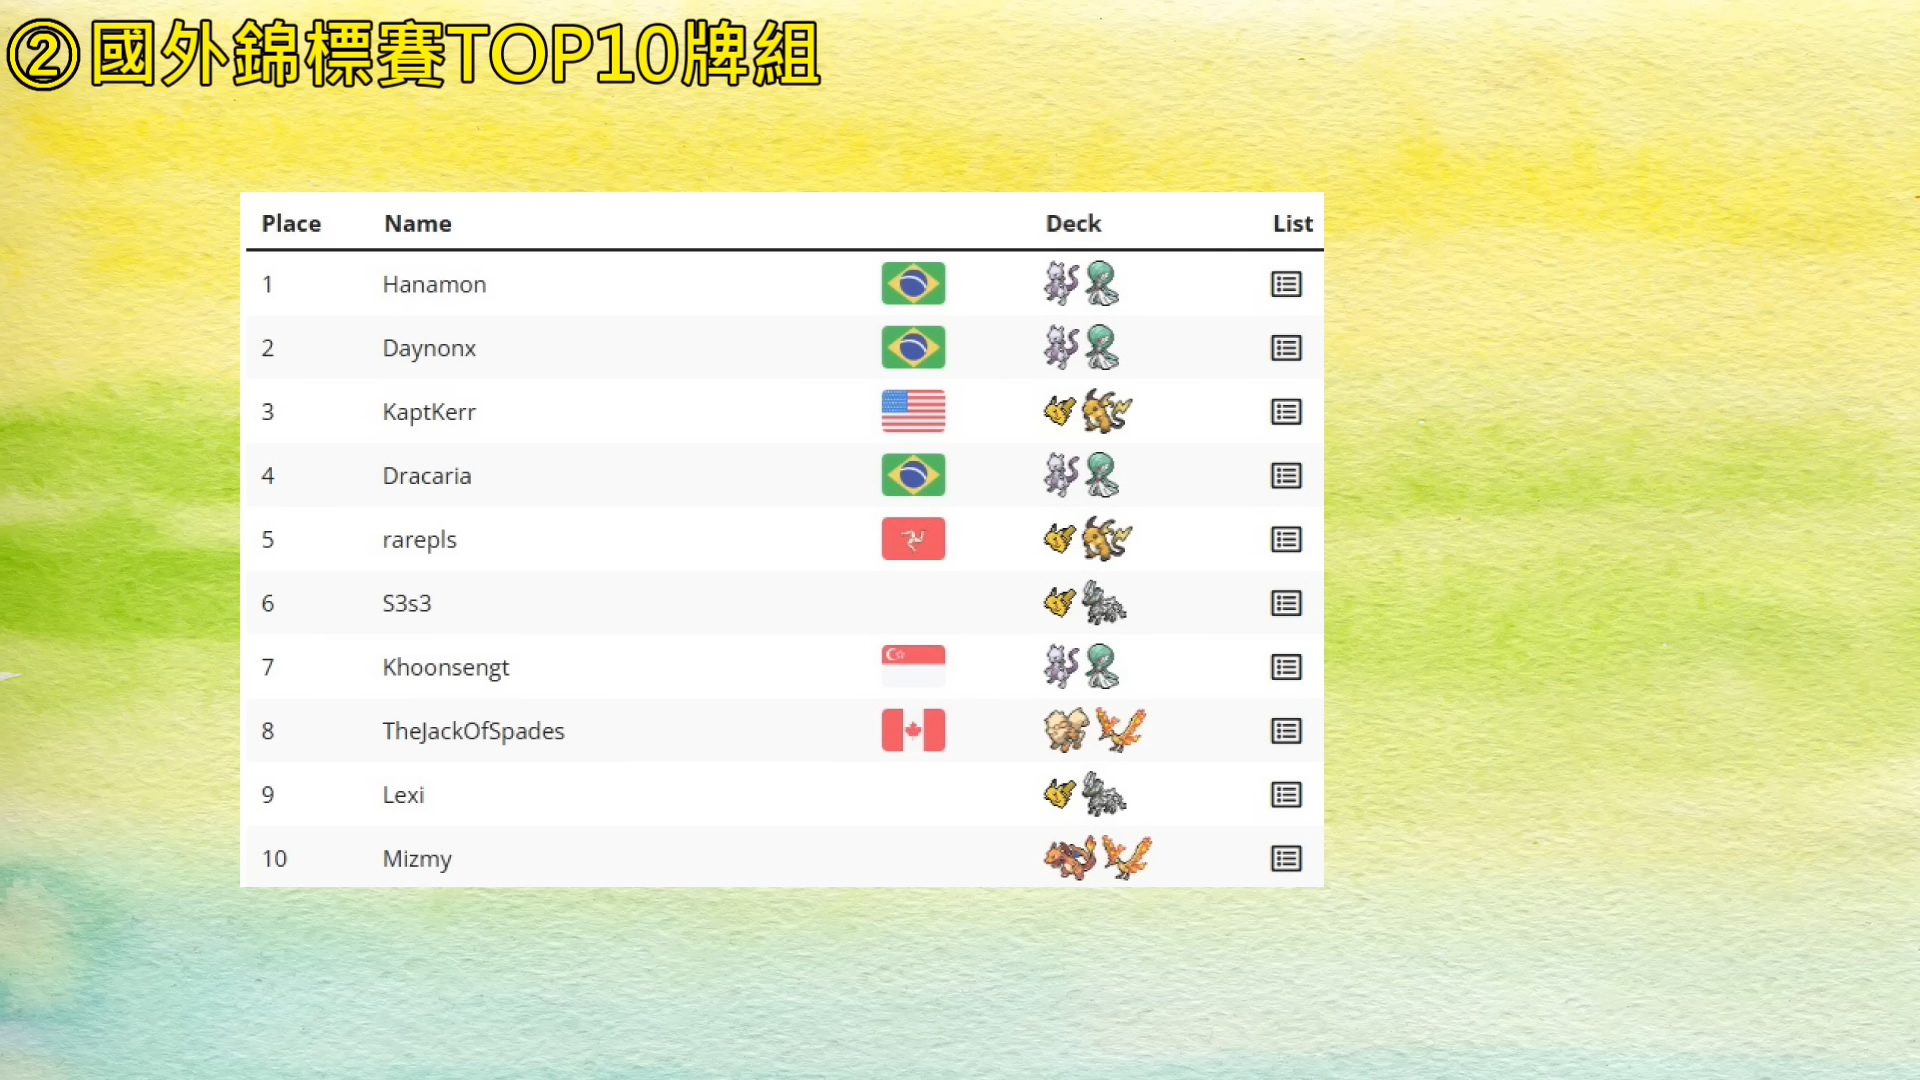 ②國外錦標賽TOP10牌組
Place Name Deck List
1 Hanamon
2 Daynonx
3 KaptKerr
4 Dracaria
5 rarepls
6 S3s3
7 Khoonsengt
8 TheJackOfSpades
9 Lexi
10 Mizmy